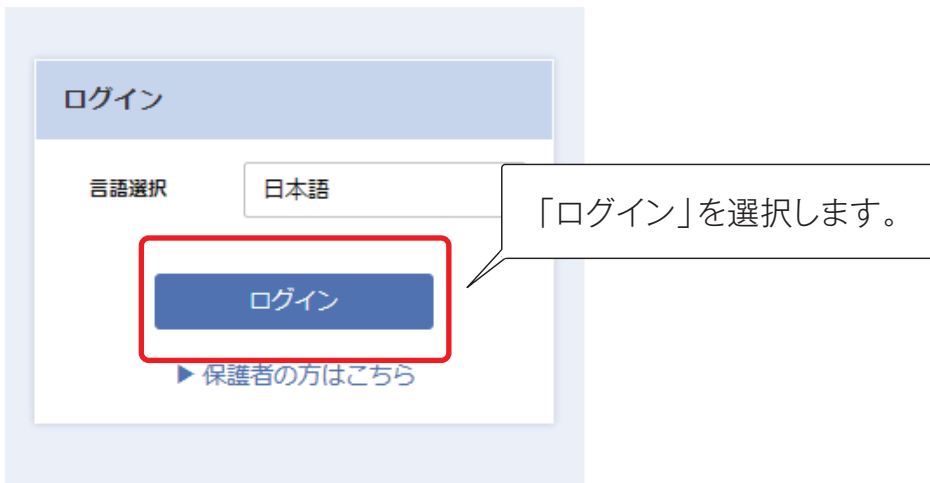 ログイン
言語選択
日本語
「ログイン」を選択します。
ログイン
▶ 保護者の方はこちら